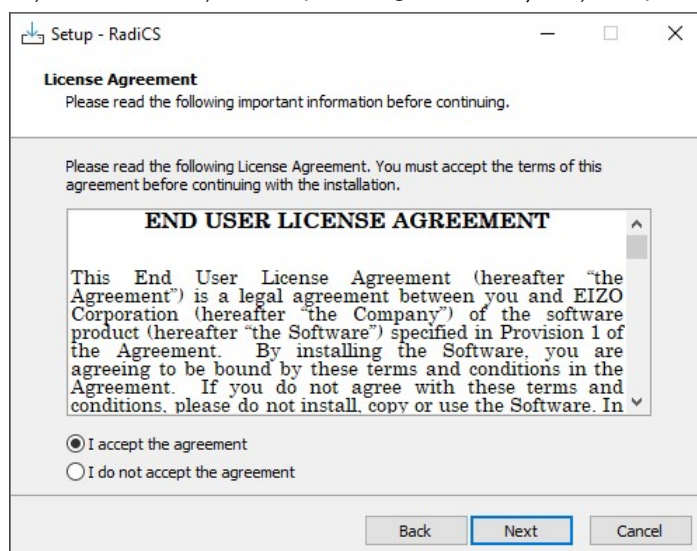 Setup - RadiCS
License Agreement
Please read the following important information before continuing.
Please read the following License Agreement. You must accept the terms of this
agreement before continuing with the installation.
END USER LICENSE AGREEMENT
This End User License Agreement (hereafter “the
Agreement”) is a legal agreement between you and EIZO
Corporation (hereafter “the Company”) of the software
product (hereafter “the Software”) specified in Provision 1 of
the Agreement. By installing the Software, you are
agreeing to be bound by these terms and conditions in the
Agreement. If you do not agree with these terms and
conditions, please do not install, copy or use the Software. In
I accept the agreement
I do not accept the agreement
Back Next Cancel